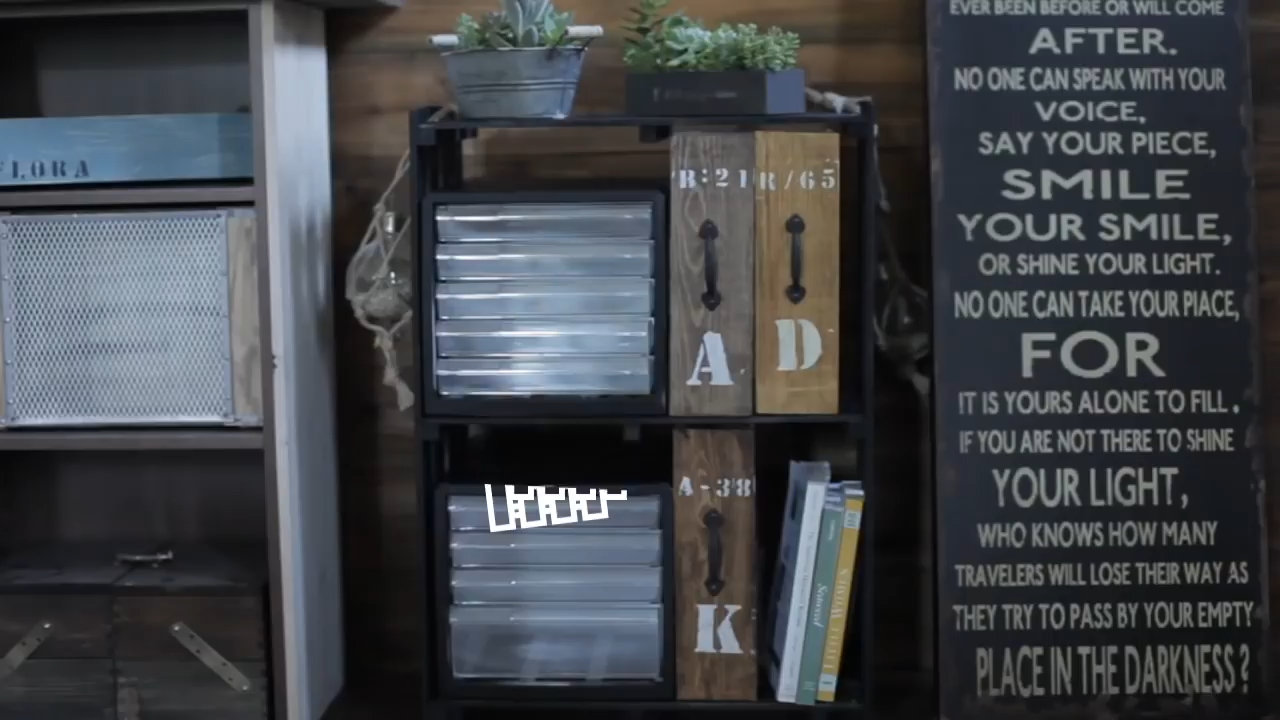 FLORA
B:21
R/65
A
D
A-38
K
EVER BEEN BEFORE OR WILL COME
AFTER.
NO ONE CAN SPEAK WITH YOUR
VOICE,
SAY YOUR PIECE,
SMILE
YOUR SMILE,
OR SHINE YOUR LIGHT.
NO ONE CAN TAKE YOUR PIACE,
FOR
IT IS YOURS ALONE TO FILL.
IF YOU ARE NOT THERE TO SHINE
YOUR LIGHT,
WHO KNOWS HOW MANY
TRAVELERS WILL LOSE THEIR WAY AS
THEY TRY TO PASS BY YOUR EMPTY
PLACE IN THE DARKNESS?